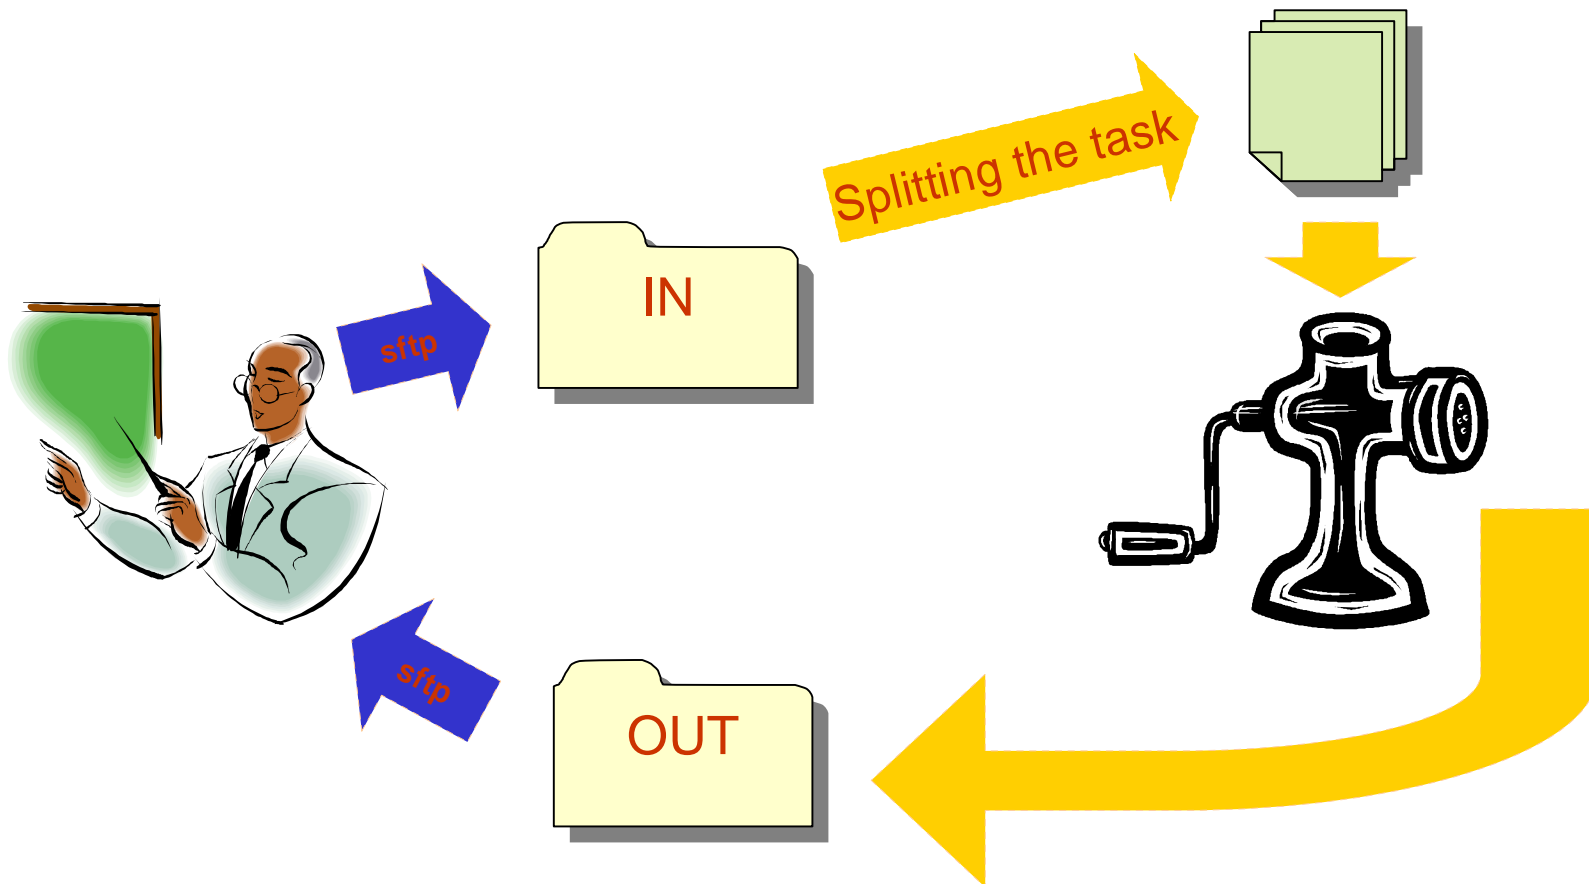 Splitting the task
IN
sftp
sftp
OUT